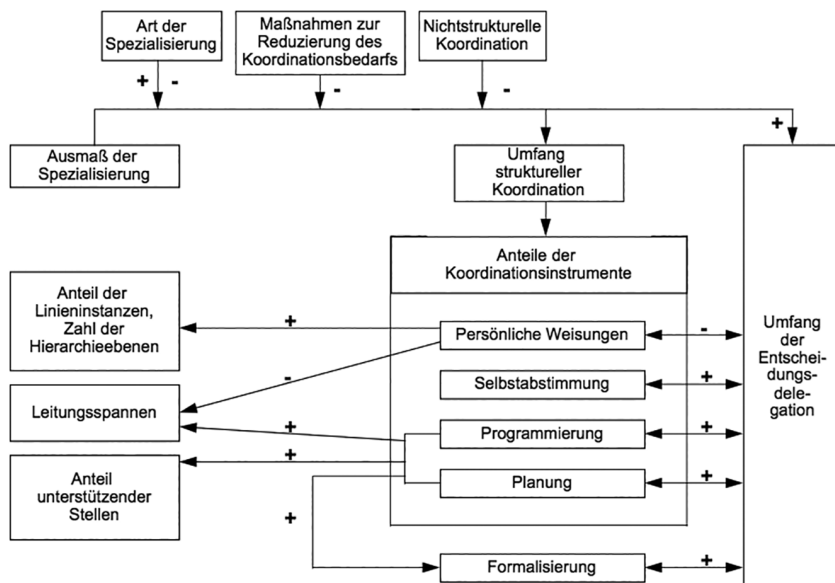 Art der
Spezialisierung
Maßnahmen zur
Reduzierung des
Koordinationsbedarfs
Nichtstrukturelle
Koordination
+
-
-
-
+
Ausmaß der
Spezialisierung
Umfang
struktureller
Koordination
Anteile der
Koordinationsinstrumente
Anteil der
Linieninstanzen,
Zahl der
Hierarchieebenen
+
Persönliche Weisungen
-
Umfang
der
Entschei-
dungs-
dele-
gation
-
Selbstabstimmung
+
Leitungsspannen
+
Programmierung
+
+
Anteil
unterstützender
Stellen
Planung
+
+
Formalisierung
+